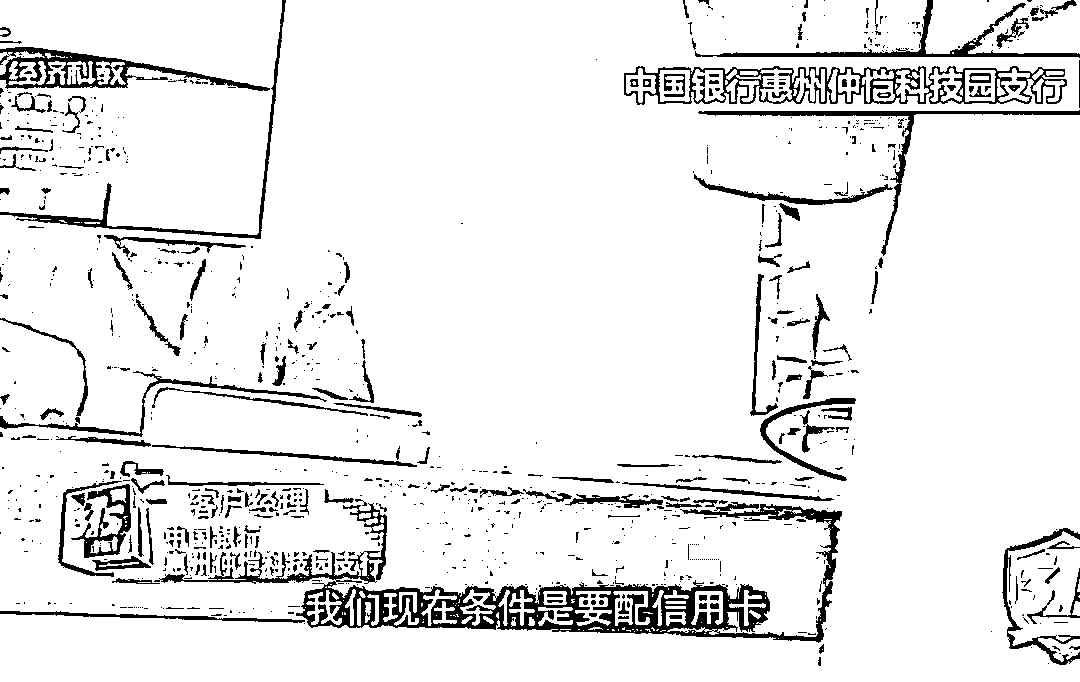 经济科教
中国银行惠州仲恺科技园支行
客户经理
中国银行
惠州仲恺科技园支行
我们现在条件是要配信用卡